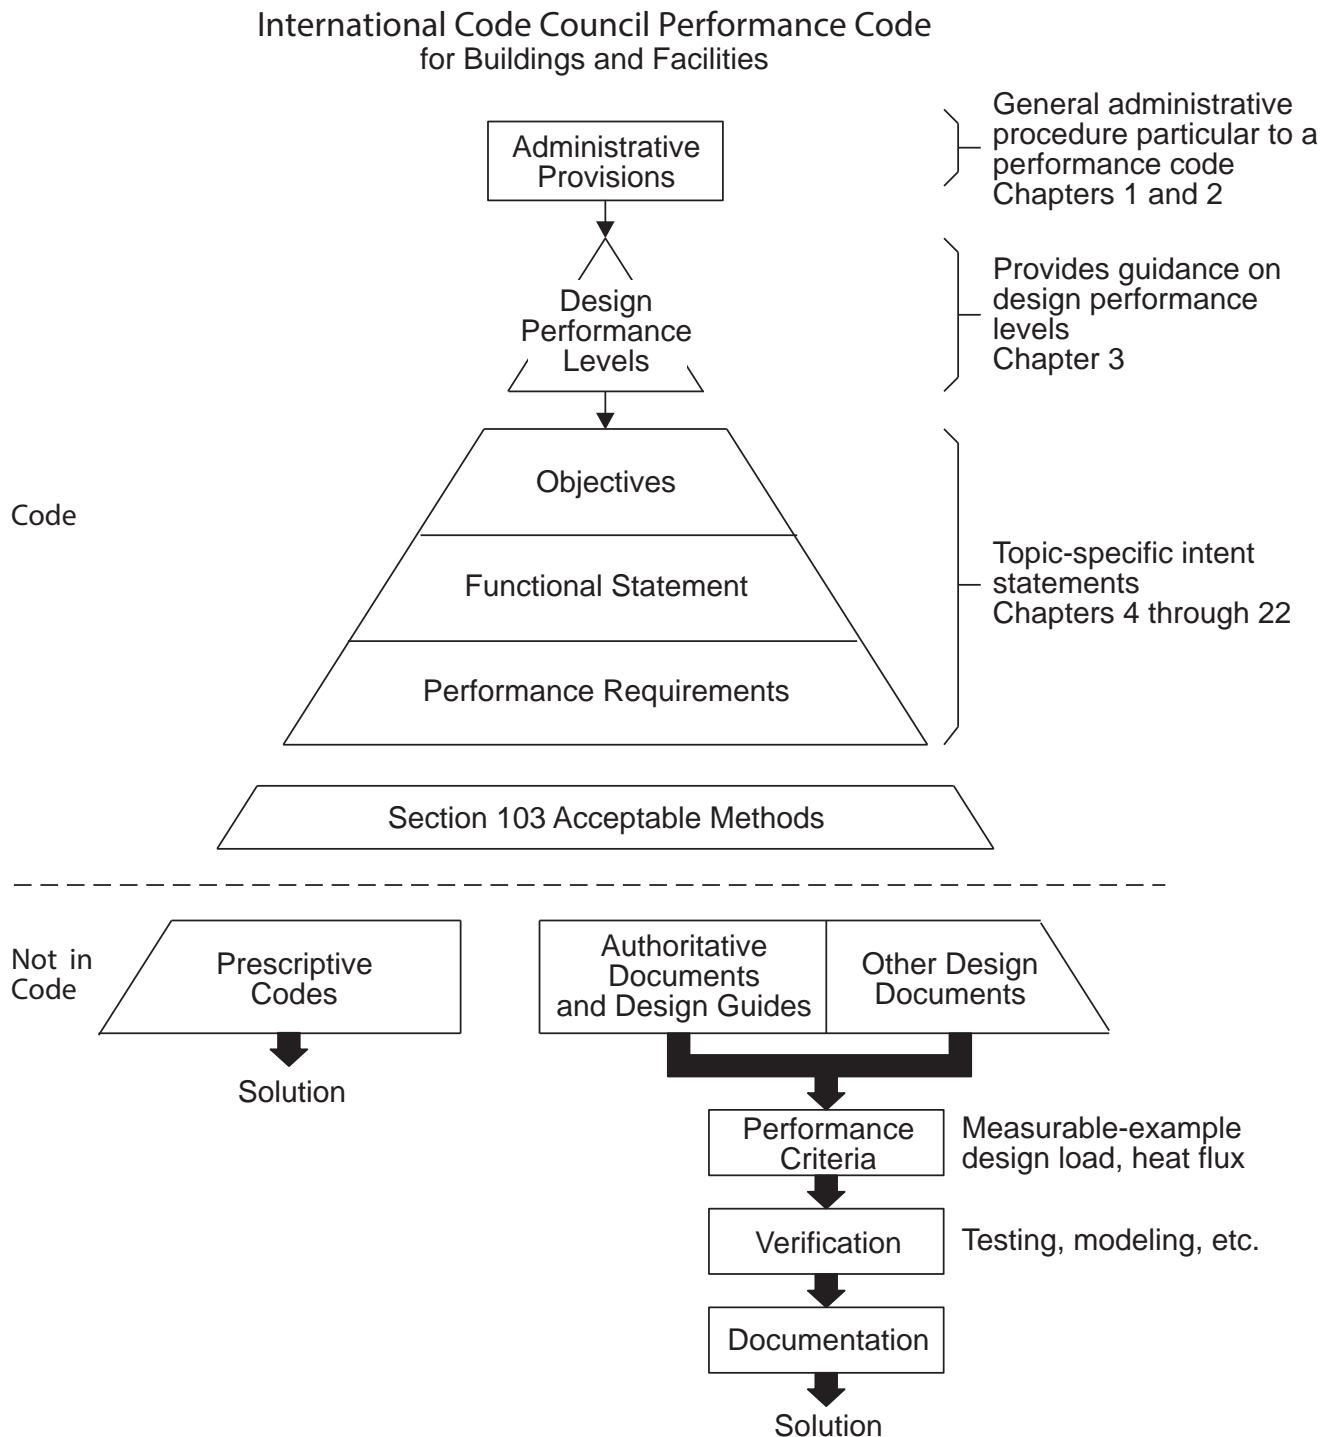 International Code Council Performance Code
for Buildings and Facilities
Administrative
Provisions
General administrative
procedure particular to a
performance code
Chapters 1 and 2
Design
Performance
Levels
Provides guidance on
design performance
levels
Chapter 3
Code
Objectives
Functional Statement
Performance Requirements
Topic-specific intent
statements
Chapters 4 through 22
Section 103 Acceptable Methods
Not in
Code
Prescriptive
Codes
Solution
Authoritative
Documents
and Design Guides
Other Design
Documents
Performance
Criteria
Measurable-example
design load, heat flux
Verification
Testing, modeling, etc.
Documentation
Solution